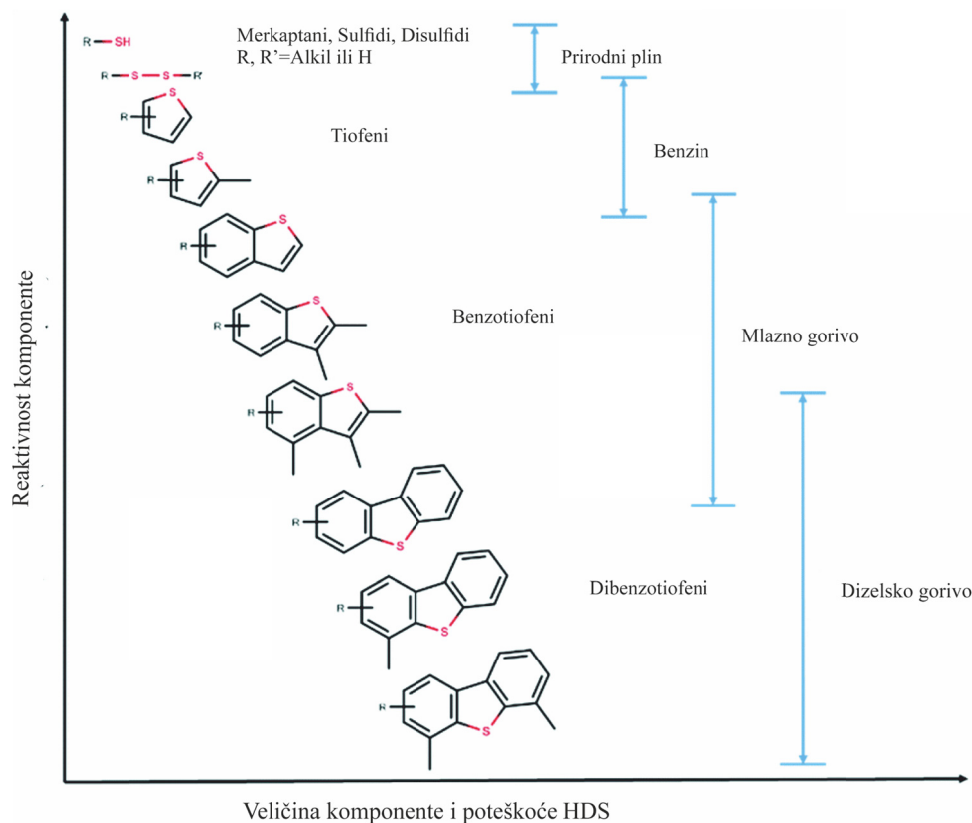 R SH
Merkaptani, Sulfidi, Disulfidi
R, R’=Alkil ili H
Prirodni plin
R S S R'
S
R
Tiofeni
Benzin
S
R
S
R
Benzotiofeni
S
R
Mlazno gorivo
S
R
R
S
Dibenzotiofeni
Dizelsko gorivo
R
S
R
S
Reaktivnost komponente
Veličina komponente i poteškoće HDS